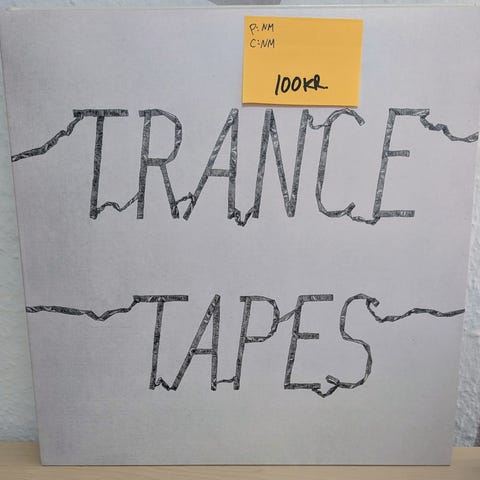 P: NM
C: NM
100KR.
TRANCE
TAPES